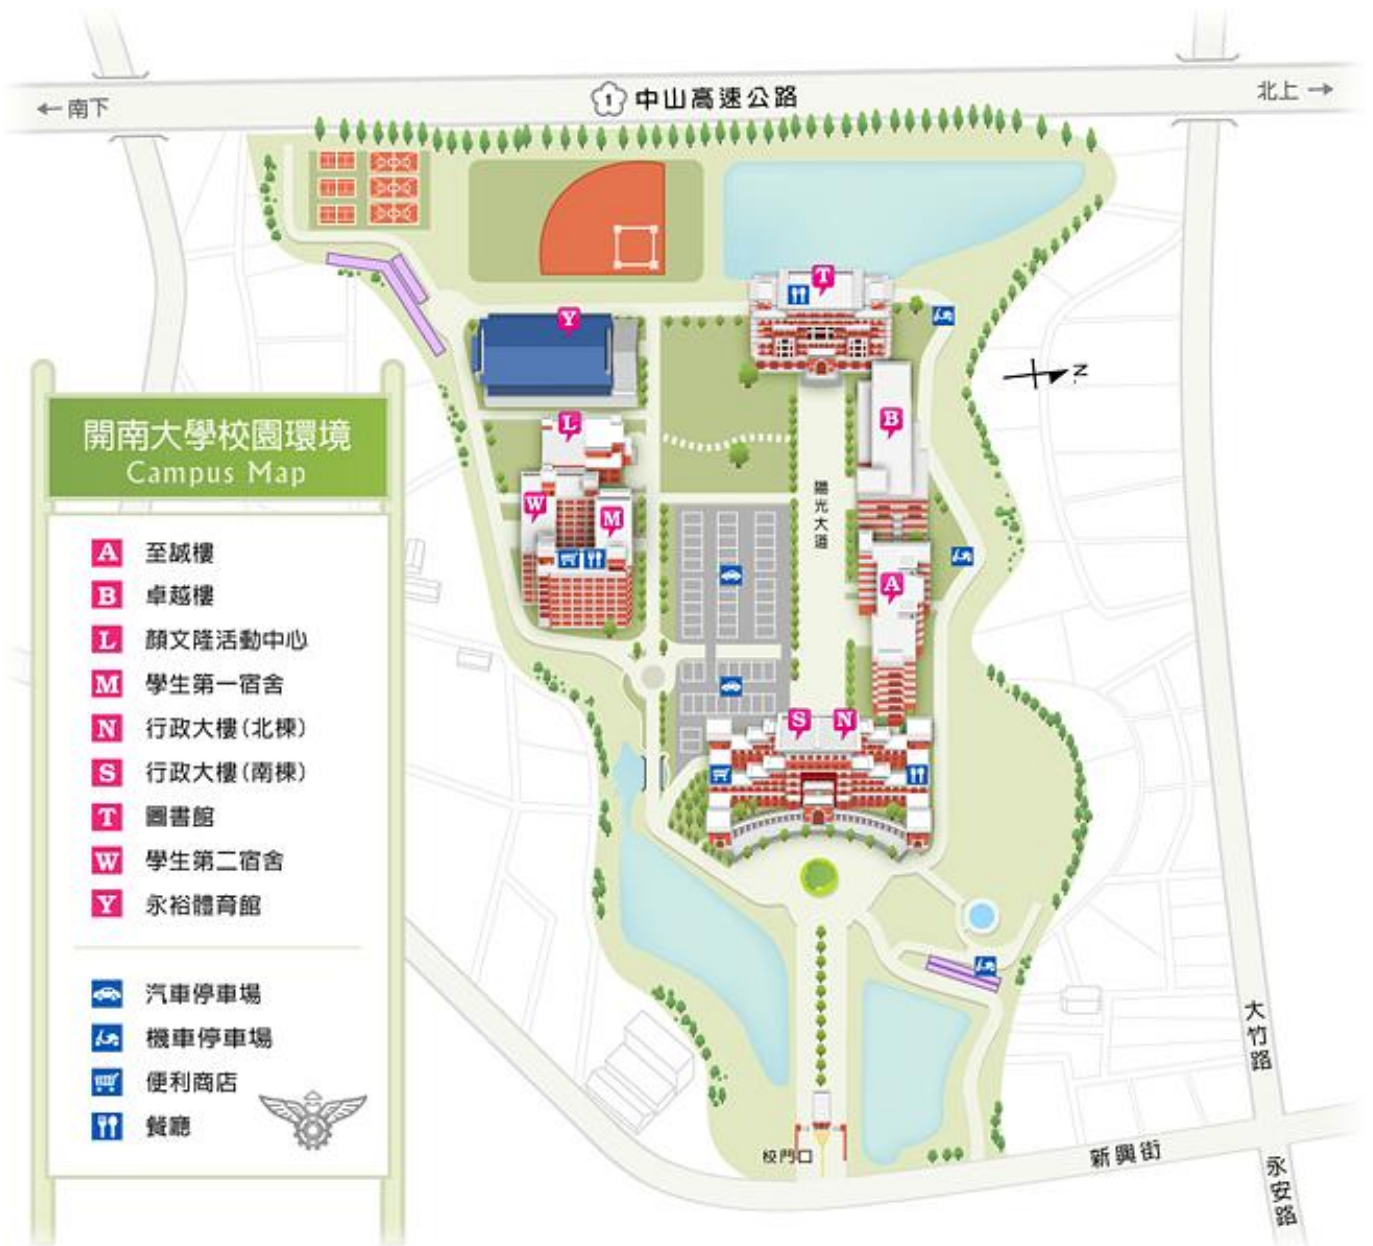 1 中山高速公路
← 南下
北上 →
T
Y
N
L
B
W
M
陽光大道
A
S
N
開南大學校園環境
Campus Map
A 至誠樓
B 卓越樓
L 顏文隆活動中心
M 學生第一宿舍
N 行政大樓(北棟)
S 行政大樓(南棟)
T 圖書館
W 學生第二宿舍
Y 永裕體育館
汽車停車場
機車停車場
便利商店
餐廳
校門口
新興街
大竹路
永安路